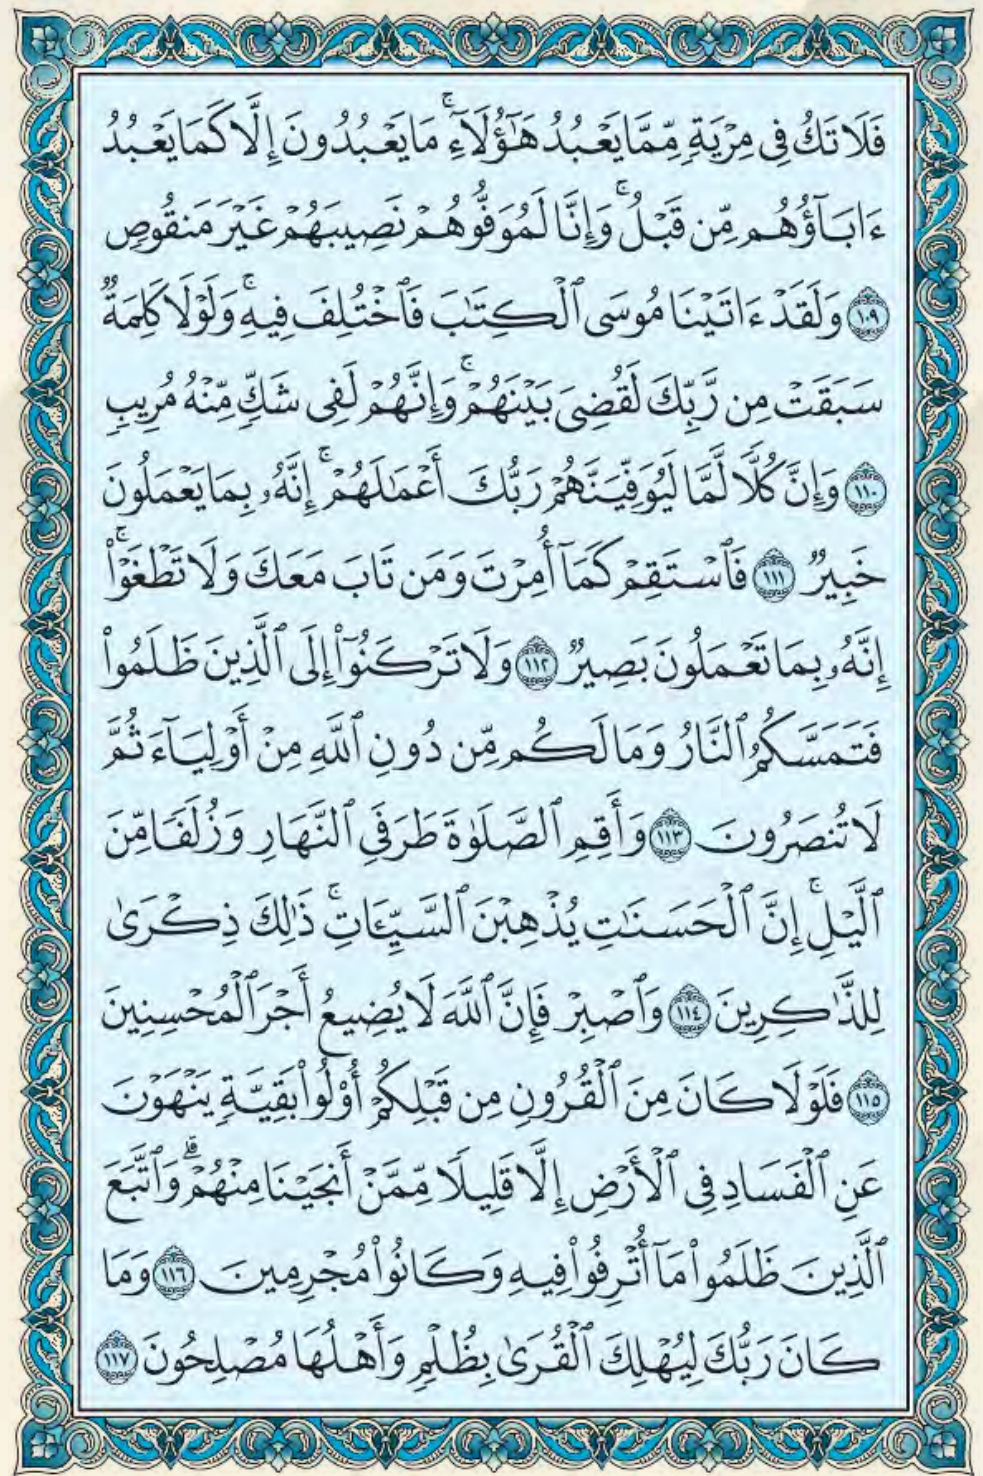 فَلَا تَكُ فِي مِرْيَةٍ مِّمَّا يَعْبُدُ هَٰٓؤُلَآءِۚ مَا يَعْبُدُونَ إِلَّا كَمَا يَعْبُدُ
ءَابَآؤُهُم مِّن قَبْلُۚ وَإِنَّا لَمُوَفُّوهُمْ نَصِيبَهُمْ غَيْرَ مَنقُوصٍ
۝١٠٩ وَلَقَدْ ءَاتَيْنَا مُوسَى ٱلْكِتَٰبَ فَٱخْتُلِفَ فِيهِۚ وَلَوْلَا كَلِمَةٌ
سَبَقَتْ مِن رَّبِّكَ لَقُضِىَ بَيْنَهُمْۚ وَإِنَّهُمْ لَفِي شَكٍّ مِّنْهُ مُرِيبٍ
۝١١٠ وَإِنَّ كُلًّا لَّمَّا لَيُوَفِّيَنَّهُمْ رَبُّكَ أَعْمَٰلَهُمْۚ إِنَّهُۥ بِمَا يَعْمَلُونَ
خَبِيرٌ ۝١١١ فَٱسْتَقِمْ كَمَآ أُمِرْتَ وَمَن تَابَ مَعَكَ وَلَا تَطْغَوْا۟ۚ
إِنَّهُۥ بِمَا تَعْمَلُونَ بَصِيرٌ ۝١١٢ وَلَا تَرْكَنُوٓا۟ إِلَى ٱلَّذِينَ ظَلَمُوا۟
فَتَمَسَّكُمُ ٱلنَّارُ وَمَا لَكُم مِّن دُونِ ٱللَّهِ مِنْ أَوْلِيَآءَ ثُمَّ
لَا تُنصَرُونَ ۝١١٣ وَأَقِمِ ٱلصَّلَوٰةَ طَرَفَىِ ٱلنَّهَارِ وَزُلَفًا مِّنَ
ٱلَّيْلِۚ إِنَّ ٱلْحَسَنَٰتِ يُذْهِبْنَ ٱلسَّيِّـَٔاتِۚ ذَٰلِكَ ذِكْرَىٰ
لِلذَّٰكِرِينَ ۝١١٤ وَٱصْبِرْ فَإِنَّ ٱللَّهَ لَا يُضِيعُ أَجْرَ ٱلْمُحْسِنِينَ
۝١١٥ فَلَوْلَا كَانَ مِنَ ٱلْقُرُونِ مِن قَبْلِكُمْ أُو۟لُوا۟ بَقِيَّةٍ يَنْهَوْنَ
عَنِ ٱلْفَسَادِ فِي ٱلْأَرْضِ إِلَّا قَلِيلًا مِّمَّنْ أَنجَيْنَا مِنْهُمْۗ وَٱتَّبَعَ
ٱلَّذِينَ ظَلَمُوا۟ مَآ أُتْرِفُوا۟ فِيهِ وَكَانُوا۟ مُجْرِمِينَ ۝١١٦ وَمَا
كَانَ رَبُّكَ لِيُهْلِكَ ٱلْقُرَىٰ بِظُلْمٍ وَأَهْلُهَا مُصْلِحُونَ ۝١١٧